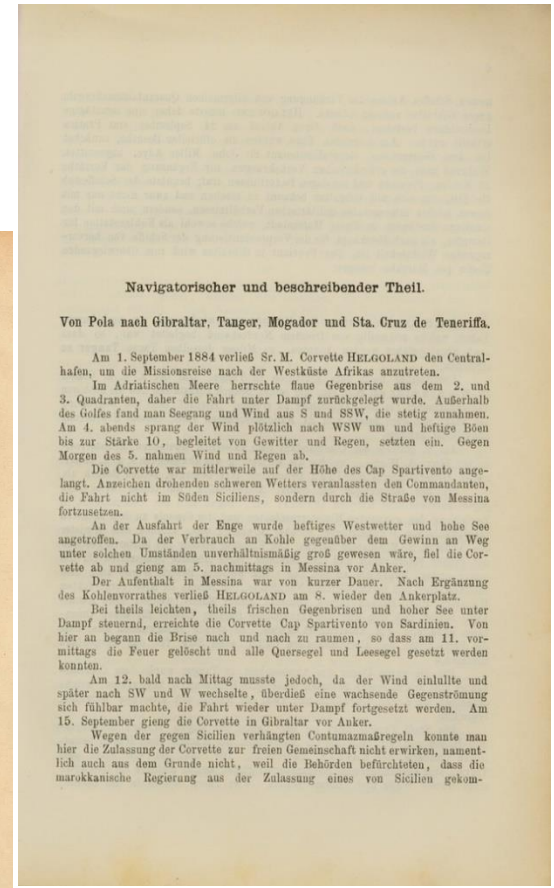 Navigatorischer und beschreibender Theil.
Von Pola nach Gibraltar, Tanger, Mogador und Sta. Cruz de Teneriffa.
Am 1. September 1884 verließ Sr. M. Corvette HELGOLAND den Central-
hafen, um die Missionsreise nach der Westküste Afrikas anzutreten.
Im Adriatischen Meere herrschte flaue Gegenbrise aus dem 2. und
3. Quadranten, daher die Fahrt unter Dampf zurückgelegt wurde. Außerhalb
des Golfes fand man Seegang und Wind aus S und SSW, die stetig zunahmen.
Am 4. abends sprang der Wind plötzlich nach WSW um und heftige Böen
bis zur Stärke 10, begleitet von Gewitter und Regen, setzten ein. Gegen
Morgen des 5. nahmen Wind und Regen ab.
Die Corvette war mittlerweile auf der Höhe des Cap Spartivento ange-
langt. Anzeichen drohenden schweren Wetters veranlassten den Commandanten,
die Fahrt nicht im Süden Siciliens, sondern durch die Straße von Messina
fortzusetzen.
An der Ausfahrt der Enge wurde heftiges Westwetter und hohe See
angetroffen. Da der Verbrauch an Kohle gegenüber dem Gewinn an Weg
unter solchen Umständen unverhältnismäßig groß gewesen wäre, fiel die Cor-
vette ab und gieng am 5. nachmittags in Messina vor Anker.
Der Aufenthalt in Messina war von kurzer Dauer. Nach Ergänzung
des Kohlenvorrathes verließ HELGOLAND am 8. wieder den Ankerplatz.
Bei theils leichten, theils frischen Gegenbrisen und hoher See unter
Dampf steuernd, erreichte die Corvette Cap Spartivento von Sardinien. Von
hier an begann die Brise nach und nach zu raumen, so dass am 11. vor-
mittags die Feuer gelöscht und alle Quersegel und Leesegel gesetzt werden
konnten.
Am 12. bald nach Mittag musste jedoch, da der Wind einlullte und
später nach SW und W wechselte, überdieß eine wachsende Gegenströmung
sich fühlbar machte, die Fahrt wieder unter Dampf fortgesetzt werden. Am
15. September gieng die Corvette in Gibraltar vor Anker.
Wegen der gegen Sicilien verhängten Contumazmaßregeln konnte man
hier die Zulassung der Corvette zur freien Gemeinschaft nicht erwirken, nament-
lich auch aus dem Grunde nicht, weil die Behörden befürchteten, dass die
marokkanische Regierung aus der Zulassung eines von Sicilien gekom-